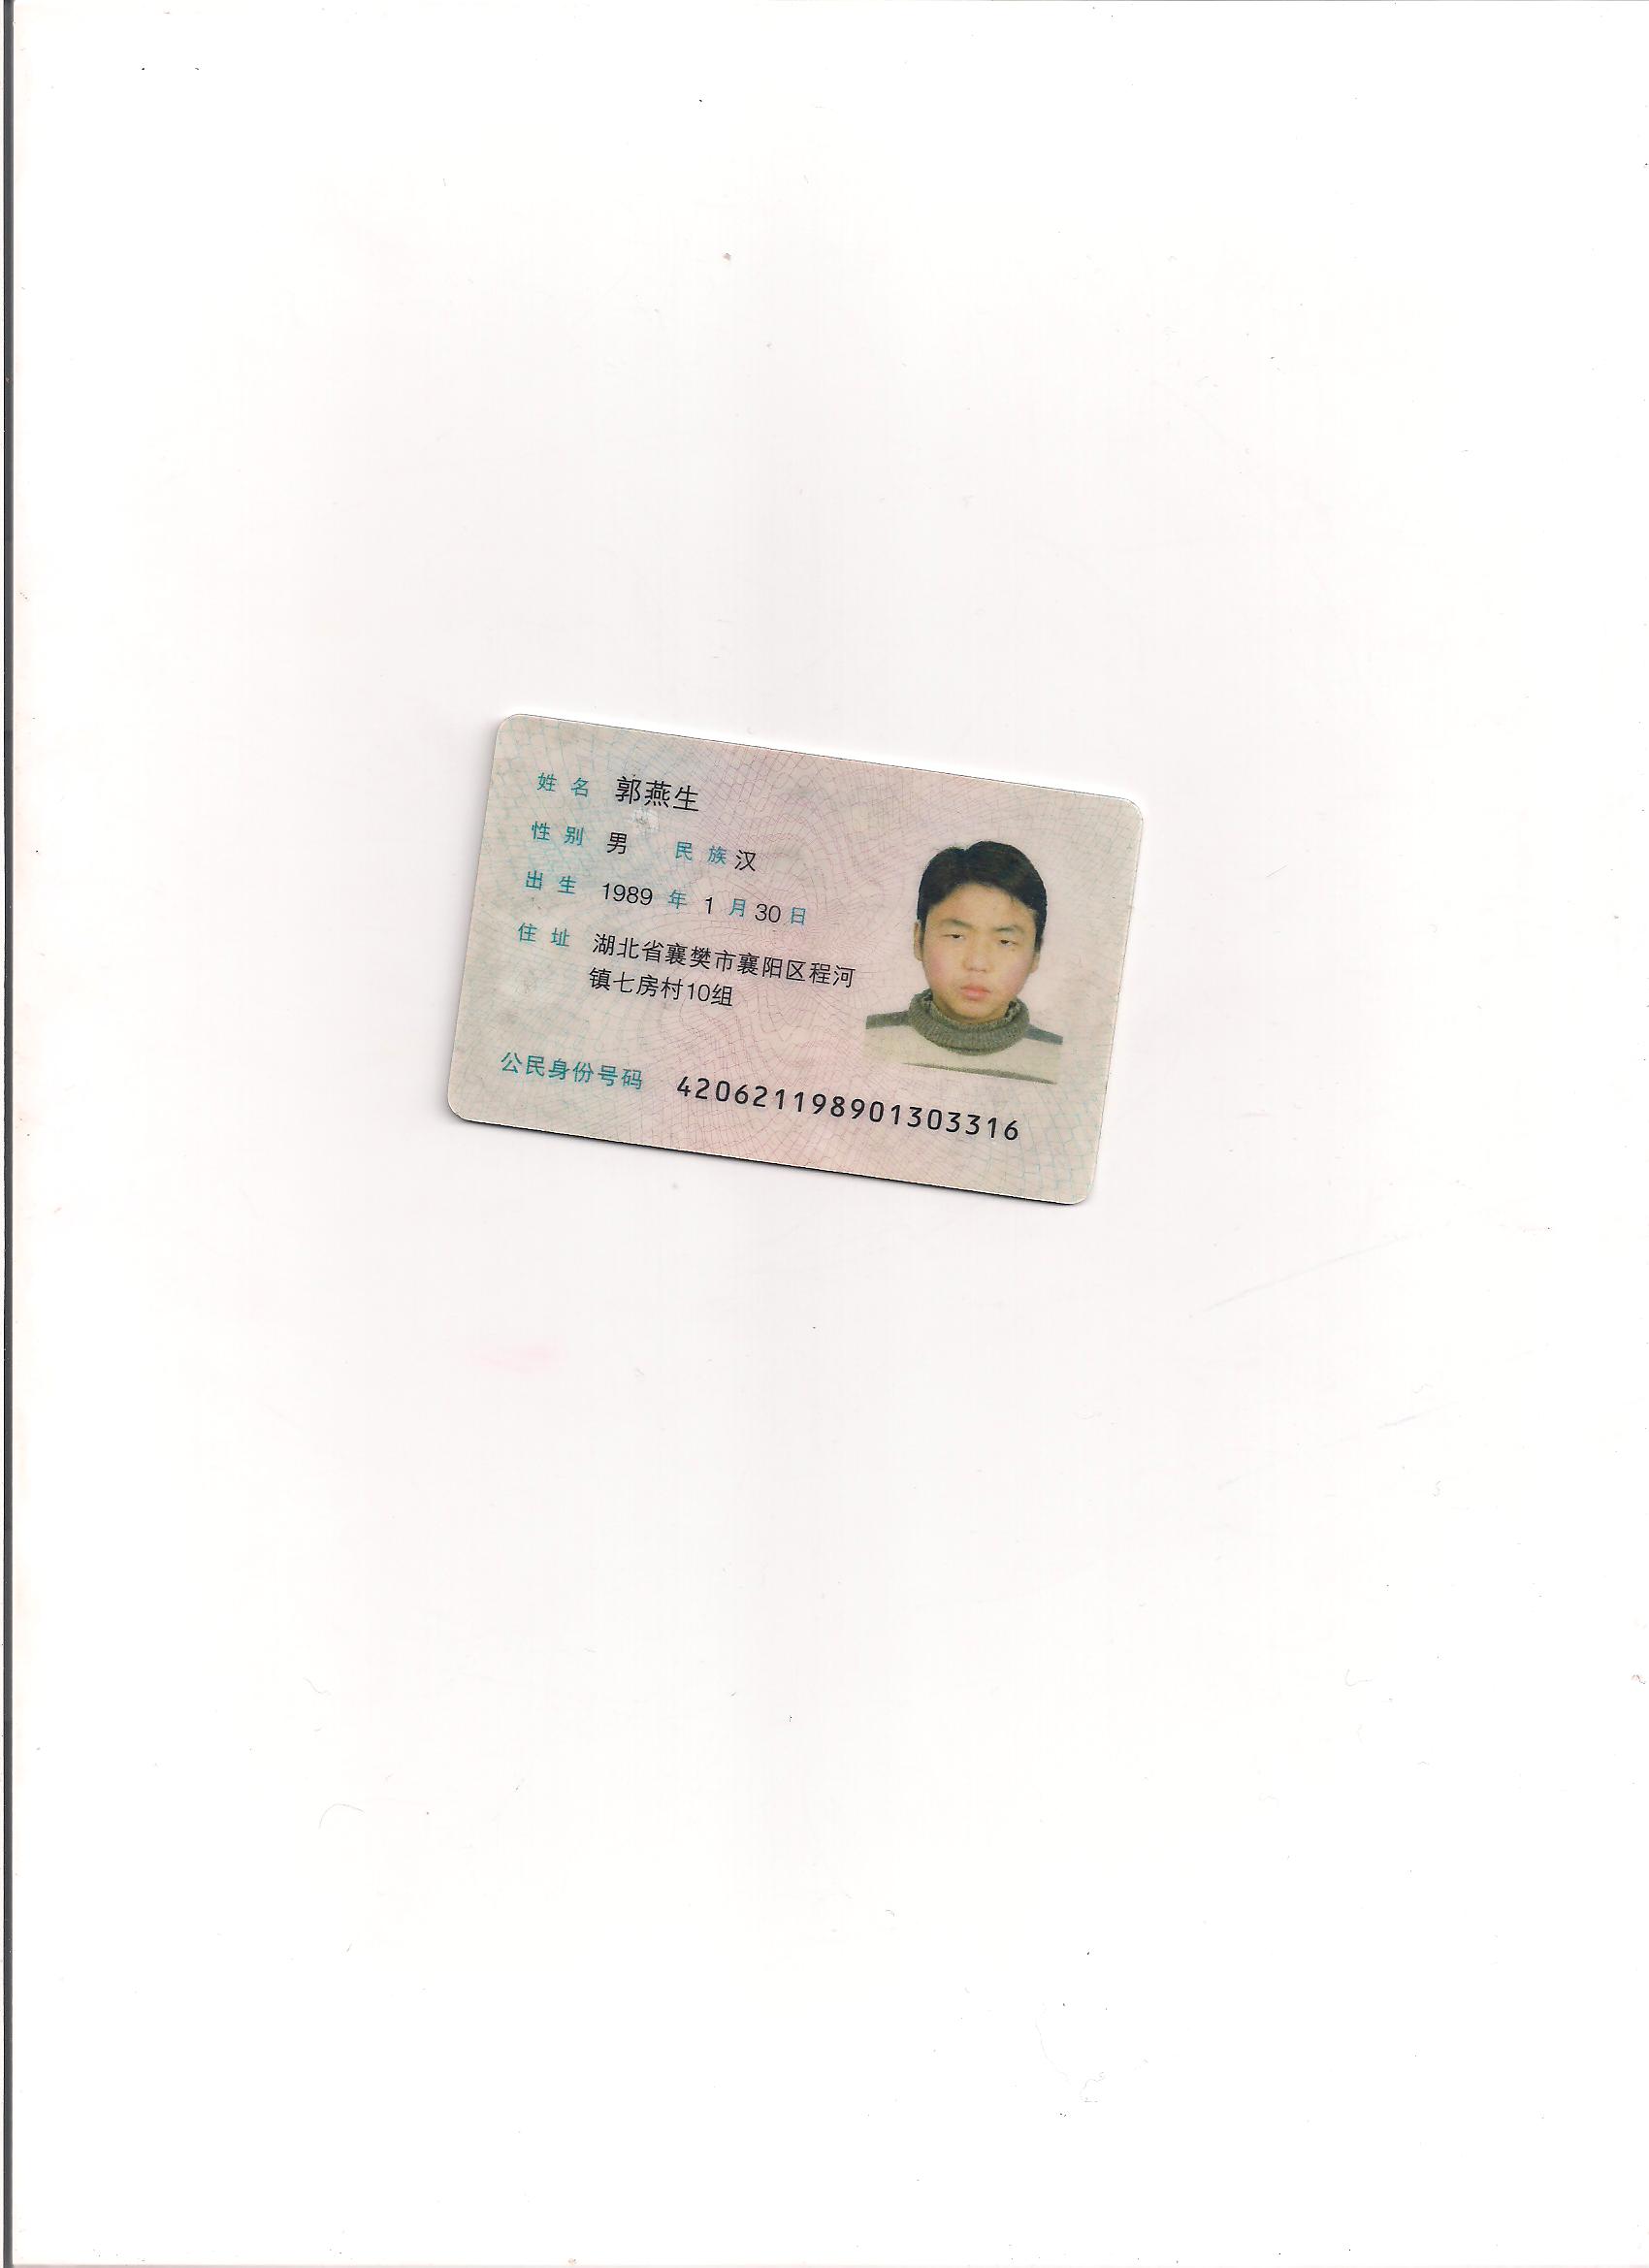 姓名 郭燕生
性别 男 民族 汉
出生 1989 年 1 月 30 日
住址 湖北省襄樊市襄阳区程河
镇七房村10组
公民身份号码 420621198901303316